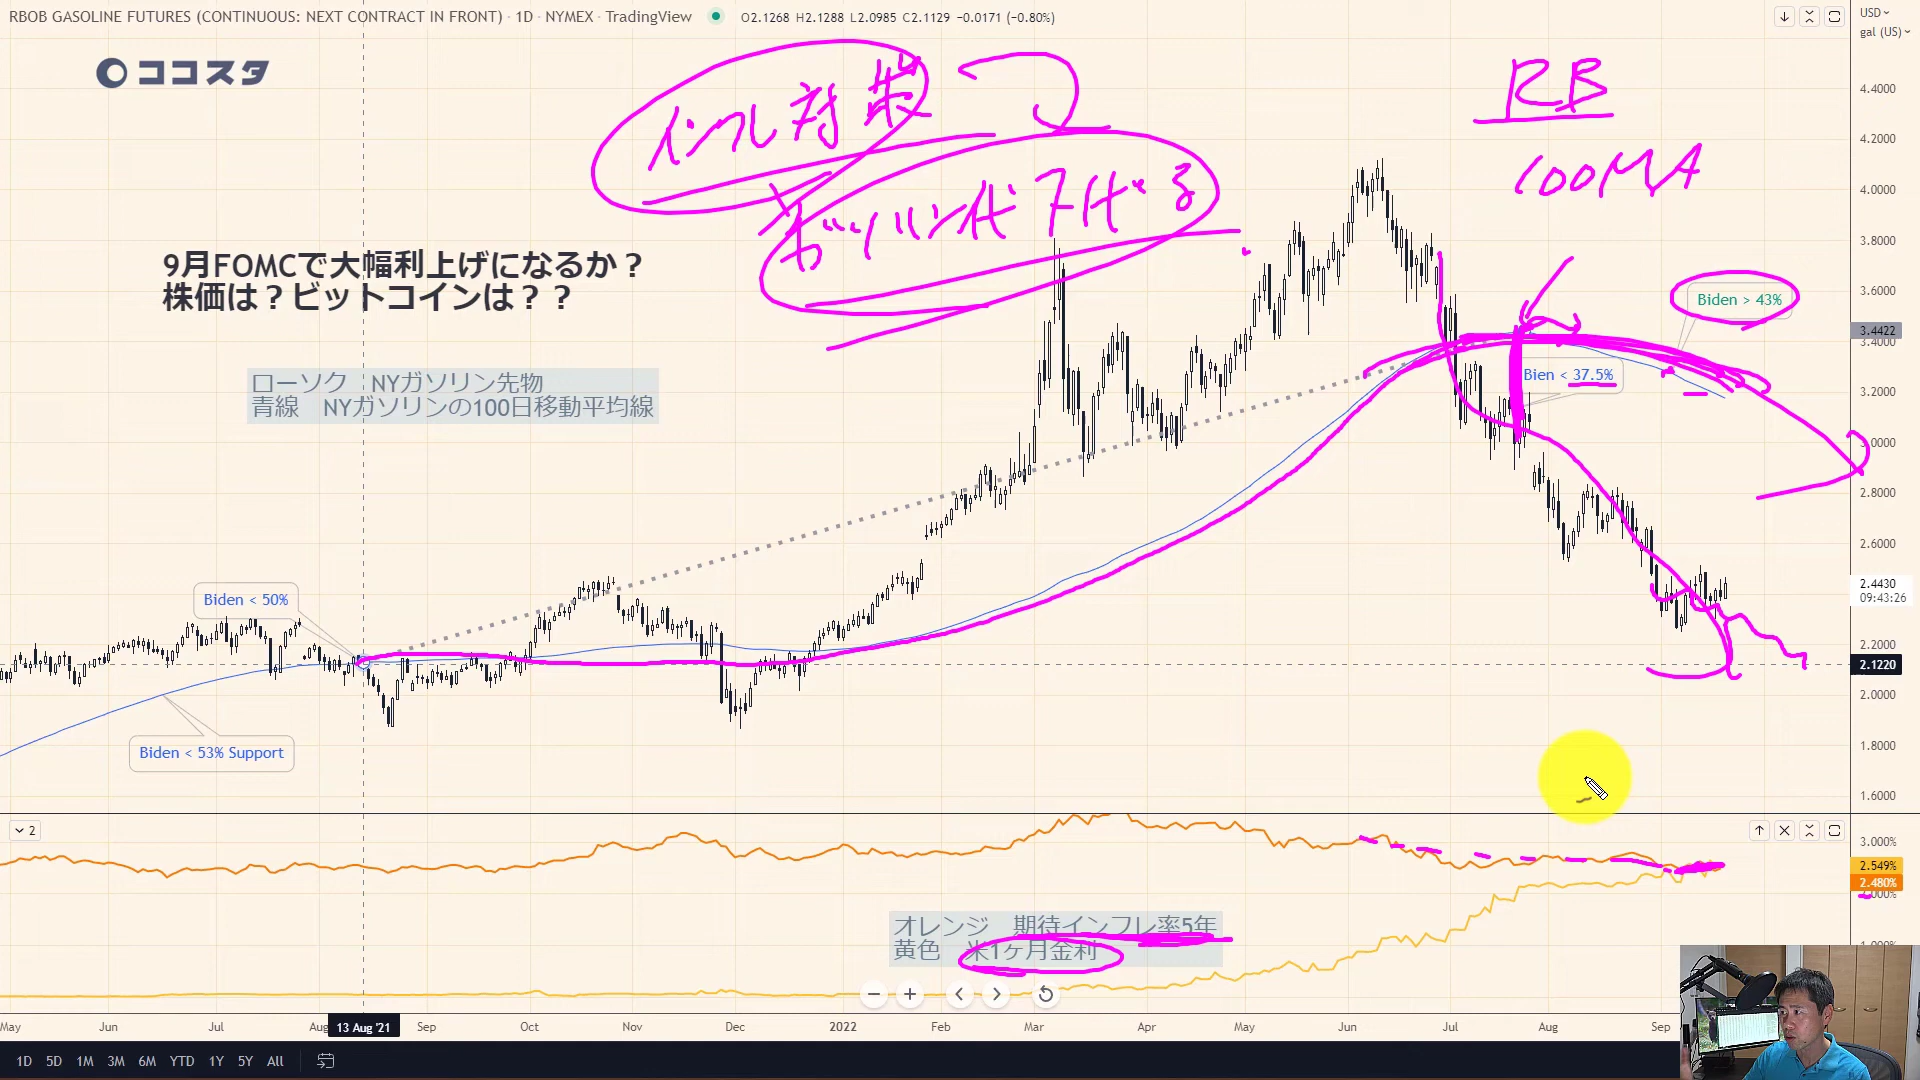 RBOB GASOLINE FUTURES (CONTINUOUS: NEXT CONTRACT IN FRONT) · 1D · NYMEX · TradingView
O2.1268 H2.1288 L2.0985 C2.1129 −0.0171 (−0.80%)
USD
gal (US)
ココスタ
インフレ対策
ガソリン代下げる
RB
100MA
9月FOMCで大幅利上げになるか？
株価は？ビットコインは？？
ローソク　NYガソリン先物
青線　NYガソリンの100日移動平均線
Biden > 43%
Bien < 37.5%
Biden < 50%
Biden < 53% Support
4.4000
4.2000
4.0000
3.8000
3.6000
3.4422
3.4000
3.2000
3.0000
2.8000
2.6000
2.4430
09:43:26
2.2000
2.1220
2.0000
1.8000
1.6000
2
3.000%
2.549%
2.480%
2.000%
1.000%
オレンジ　期待インフレ率5年
黄色　米1ヶ月金利
May Jun Jul Aug 13 Aug '21 Sep Oct Nov Dec 2022 Feb Mar Apr May Jun Jul Aug Sep
1D 5D 1M 3M 6M YTD 1Y 5Y All